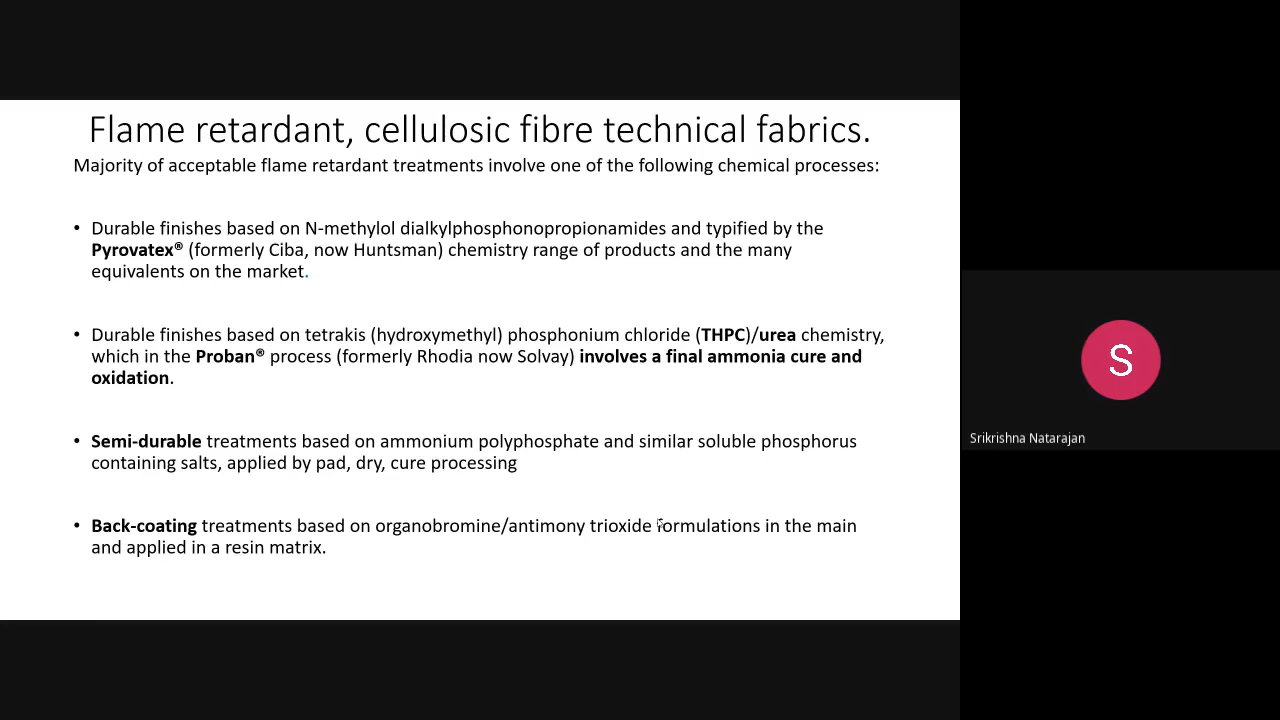 Flame retardant, cellulosic fibre technical fabrics.
Majority of acceptable flame retardant treatments involve one of the following chemical processes:
• Durable finishes based on N-methylol dialkylphosphonopropionamides and typified by the
Pyrovatex® (formerly Ciba, now Huntsman) chemistry range of products and the many
equivalents on the market.
• Durable finishes based on tetrakis (hydroxymethyl) phosphonium chloride (THPC)/urea chemistry,
which in the Proban® process (formerly Rhodia now Solvay) involves a final ammonia cure and
oxidation.
• Semi-durable treatments based on ammonium polyphosphate and similar soluble phosphorus
containing salts, applied by pad, dry, cure processing
• Back-coating treatments based on organobromine/antimony trioxide formulations in the main
and applied in a resin matrix.
S
Srikrishna Natarajan